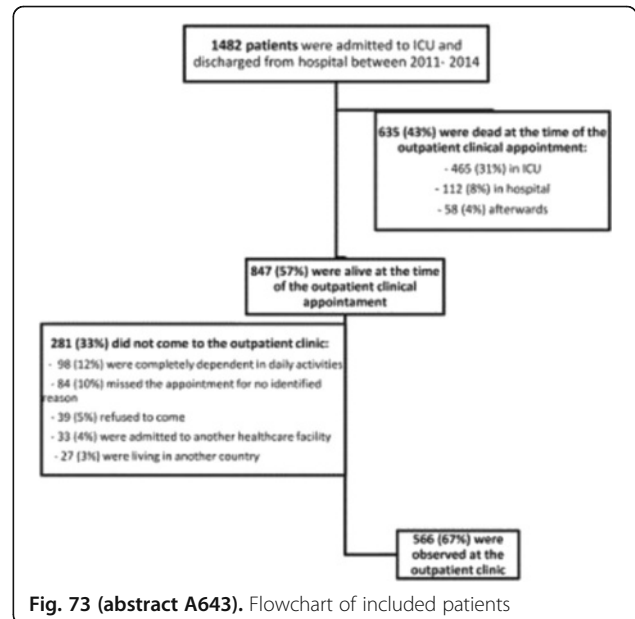 1482 patients were admitted to ICU and
discharged from hospital between 2011- 2014
635 (43%) were dead at the time of the
outpatient clinical appointment:
- 465 (31%) in ICU
- 112 (8%) in hospital
- 58 (4%) afterwards
847 (57%) were alive at the time
of the outpatient clinical
appointament
281 (33%) did not come to the outpatient clinic:
- 98 (12%) were completely dependent in daily activities
- 84 (10%) missed the appointment for no identified
reason
- 39 (5%) refused to come
- 33 (4%) were admitted to another healthcare facility
- 27 (3%) were living in another country
566 (67%) were
observed at the
outpatient clinic
Fig. 73 (abstract A643). Flowchart of included patients